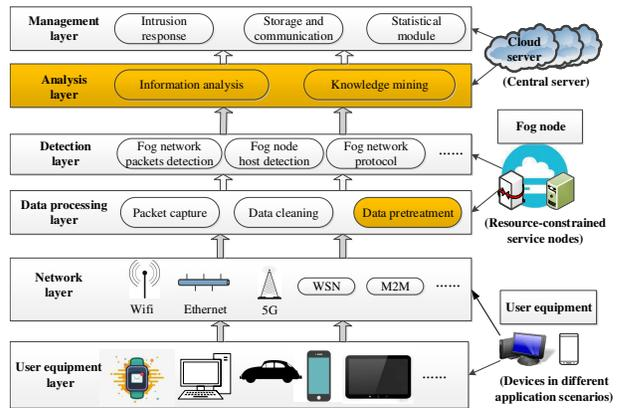 Management
layer
Intrusion
response
Storage and
communication
Statistical
module
Cloud
server
(Central server)
Analysis
layer
Information analysis
Knowledge mining
Detection
layer
Fog network
packets detection
Fog node
host detection
Fog network
protocol
······
Fog node
(Resource-constrained
service nodes)
Data processing
layer
Packet capture
Data cleaning
Data pretreatment
Network
layer
Wifi
Ethernet
5G
WSN
M2M
······
User equipment
(Devices in different
application scenarios)
User equipment
layer
······